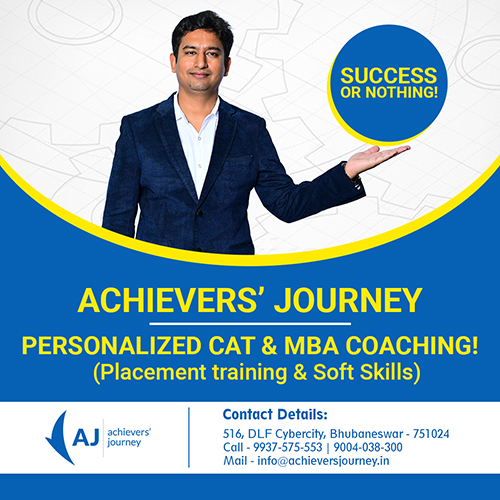 SUCCESS
OR NOTHING!
ACHIEVERS’ JOURNEY
PERSONALIZED CAT & MBA COACHING!
(Placement training & Soft Skills)
AJ achievers’
journey
Contact Details:
516, DLF Cybercity, Bhubaneswar - 751024
Call - 9937-575-553 | 9004-038-300
Mail - info@achieversjourney.in